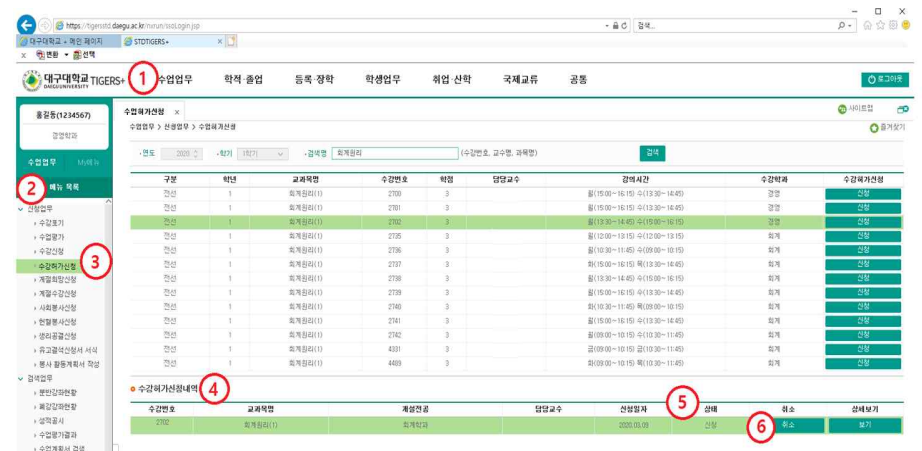 https://tigersstd.daegu.ac.kr/nxrun/ssoLogin.jsp
검색...
대구대학교 + 메인 페이지
STDTIGERS+
변환 선택
대구대학교 TIGERS+
DAEGU UNIVERSITY
1
수업업무 학적·졸업 등록·장학 학생업무 취업·산학 국제교류 공통
로그아웃
홍길동(1234567)
경영학과
수업업무 My메뉴
2 메뉴 목록
신청업무
수강포기
수업평가
수강신청
수강허가신청
3
계절희망신청
계절수강신청
사회봉사신청
헌혈봉사신청
생리공결신청
유고결석신청서 서식
봉사 활동계획서 작성
검색업무
분반강좌현황
폐강강좌현황
성적공시
수업평가결과
수업계획서 검색
수업허가신청 ×
사이트맵
수업업무 > 신청업무 > 수업허가신청
즐겨찾기
·연도 2020 ·학기 1학기 ·검색명 회계원리 (수강번호, 교수명, 과목명) 검색
구분 학년 교과목명 수강번호 학점 담당교수 강의시간 수강학과 수강허가신청
전선 1 회계원리(1) 2700 3 월(15:00~16:15) 수(13:30~14:45) 경영 신청
전선 1 회계원리(1) 2701 3 월(15:00~16:15) 수(13:30~14:45) 경영 신청
전선 1 회계원리(1) 2702 3 월(13:30~14:45) 수(15:00~16:15) 경영 신청
전선 1 회계원리(1) 2735 3 월(12:00~13:15) 수(12:00~13:15) 회계 신청
전선 1 회계원리(1) 2736 3 월(10:30~11:45) 수(09:00~10:15) 회계 신청
전선 1 회계원리(1) 2737 3 화(15:00~16:15) 목(13:30~14:45) 회계 신청
전선 1 회계원리(1) 2738 3 월(13:30~14:45) 수(15:00~16:15) 회계 신청
전선 1 회계원리(1) 2739 3 월(15:00~16:15) 수(13:30~14:45) 회계 신청
전선 1 회계원리(1) 2740 3 화(10:30~11:45) 목(09:00~10:15) 회계 신청
전선 1 회계원리(1) 2741 3 월(15:00~16:15) 수(13:30~14:45) 회계 신청
전선 1 회계원리(1) 2742 3 월(09:00~10:15) 수(10:30~11:45) 회계 신청
전선 1 회계원리(1) 4331 3 금(09:00~10:15) 금(10:30~11:45) 회계 신청
전선 1 회계원리(1) 4489 3 화(09:00~10:15) 목(10:30~11:45) 회계 신청
수강허가신청내역 4
5
수강번호 교과목명 개설전공 담당교수 신청일자 상태 취소 상세보기
2702 회계원리(1) 회계학과 2020.03.09 신청 6 취소 보기